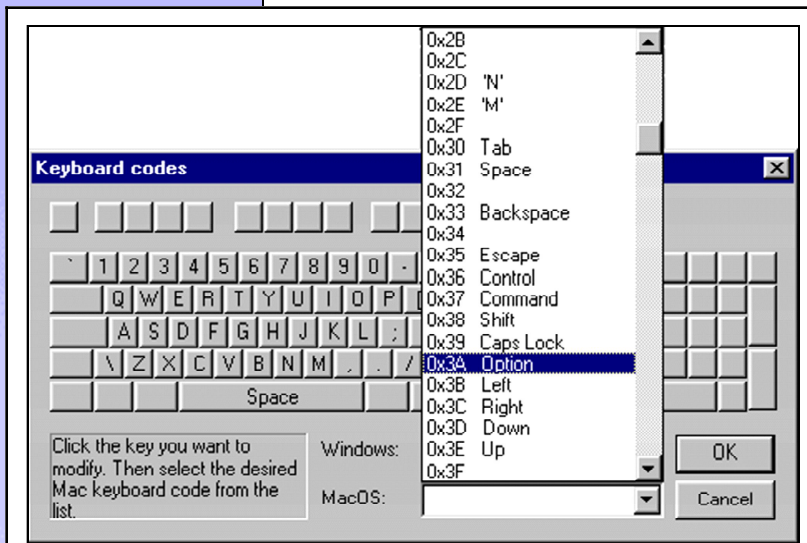 0x2B
0x2C
0x2D 'N'
0x2E 'M'
0x2F
0x30 Tab
0x31 Space
0x32
0x33 Backspace
0x34
0x35 Escape
0x36 Control
0x37 Command
0x38 Shift
0x39 Caps Lock
0x3A Option
0x3B Left
0x3C Right
0x3D Down
0x3E Up
0x3F
Keyboard codes
` 1 2 3 4 5 6 7 8 9 0 -
Q W E R T Y U I O P [
A S D F G H J K L ;
\ Z X C V B N M , . /
Space
Click the key you want to
modify. Then select the desired
Mac keyboard code from the
list.
Windows:
MacOS:
OK
Cancel